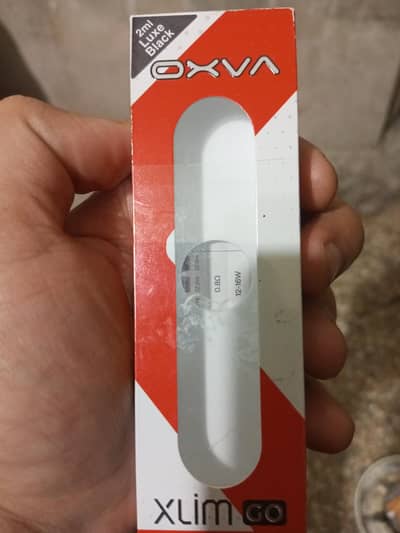 2ml
Luxe
Black
OXVA
0.8Ω
12-16W
XLIM GO